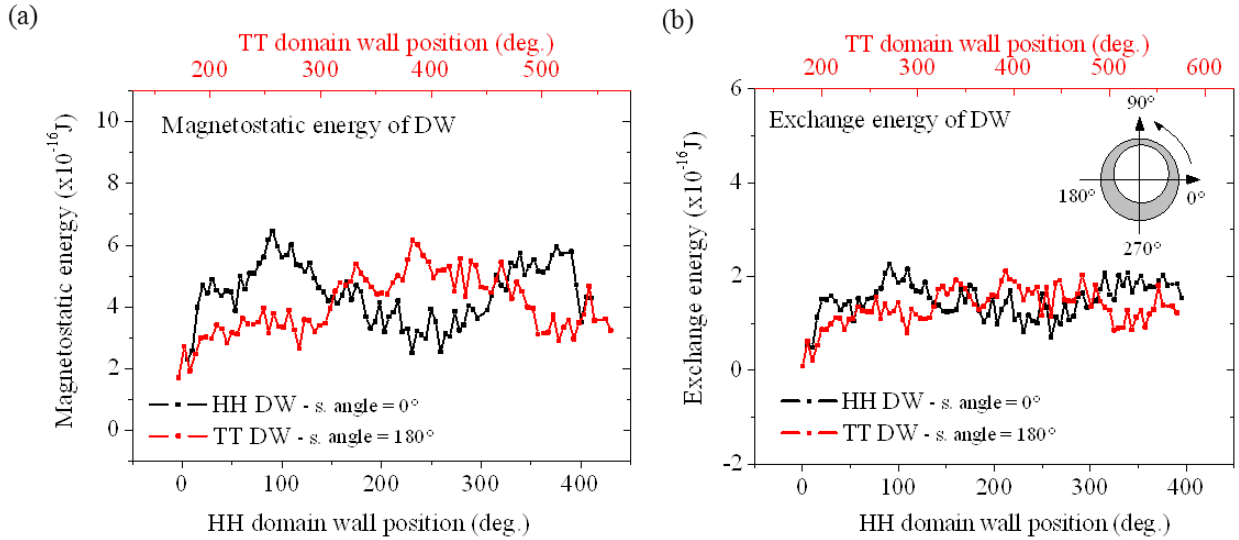 (a)
TT domain wall position (deg.)
200 300 400 500
Magnetostatic energy of DW
Magnetostatic energy (x10⁻¹⁶J)
10
8
6
4
2
0
HH DW - s. angle = 0°
TT DW - s. angle = 180°
0 100 200 300 400
HH domain wall position (deg.)
(b)
TT domain wall position (deg.)
200 300 400 500 600
Exchange energy of DW
Exchange energy (x10⁻¹⁶J)
6
4
2
0
-2
90°
180°
0°
270°
HH DW - s. angle = 0°
TT DW - s. angle = 180°
0 100 200 300 400
HH domain wall position (deg.)